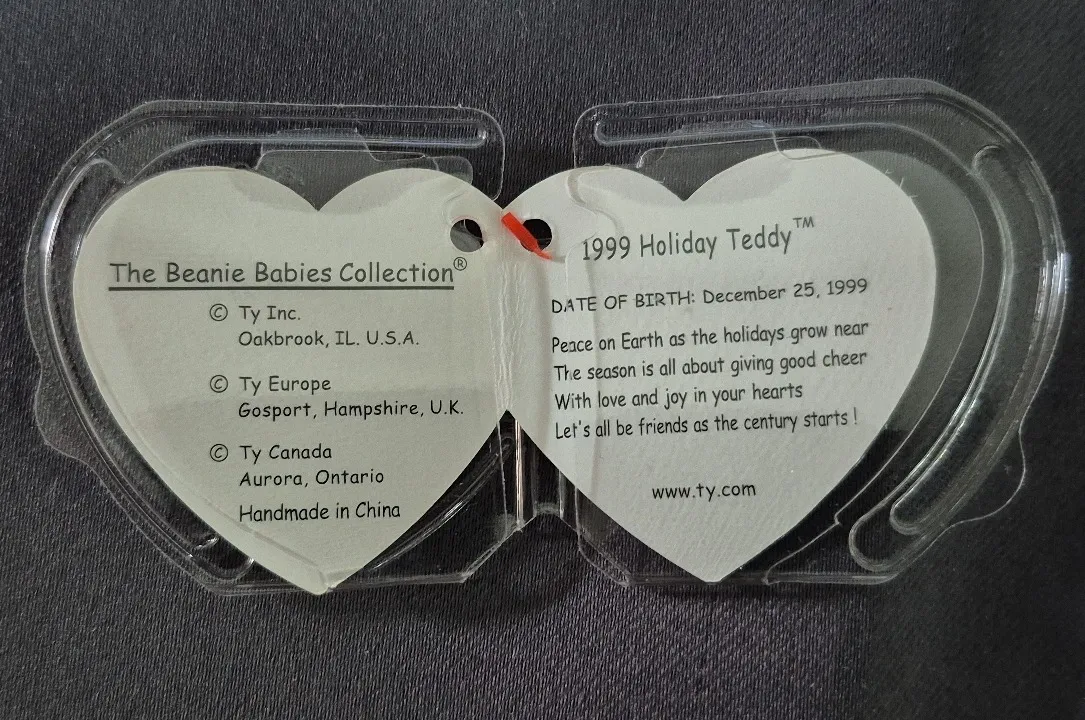 The Beanie Babies Collection®
© Ty Inc.
Oakbrook, IL. U.S.A.
© Ty Europe
Gosport, Hampshire, U.K.
© Ty Canada
Aurora, Ontario
Handmade in China
1999 Holiday Teddy™
DATE OF BIRTH: December 25, 1999
Peace on Earth as the holidays grow near
The season is all about giving good cheer
With love and joy in your hearts
Let's all be friends as the century starts !
www.ty.com